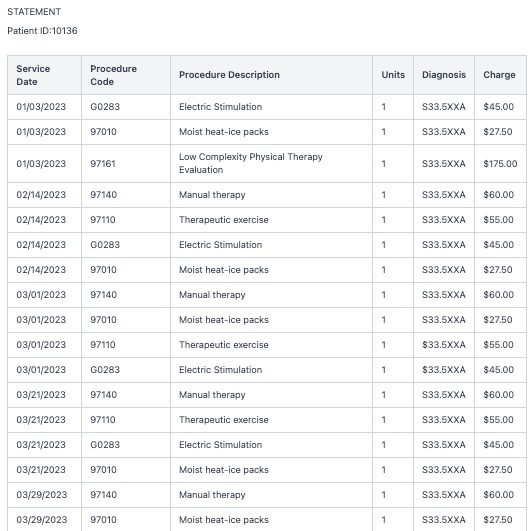 STATEMENT
Patient ID:10136
Service Date | Procedure Code | Procedure Description | Units | Diagnosis | Charge
01/03/2023 | G0283 | Electric Stimulation | 1 | S33.5XXA | $45.00
01/03/2023 | 97010 | Moist heat-ice packs | 1 | S33.5XXA | $27.50
01/03/2023 | 97161 | Low Complexity Physical Therapy Evaluation | 1 | S33.5XXA | $175.00
02/14/2023 | 97140 | Manual therapy | 1 | S33.5XXA | $60.00
02/14/2023 | 97110 | Therapeutic exercise | 1 | S33.5XXA | $55.00
02/14/2023 | G0283 | Electric Stimulation | 1 | S33.5XXA | $45.00
02/14/2023 | 97010 | Moist heat-ice packs | 1 | S33.5XXA | $27.50
03/01/2023 | 97140 | Manual therapy | 1 | S33.5XXA | $60.00
03/01/2023 | 97010 | Moist heat-ice packs | 1 | S33.5XXA | $27.50
03/01/2023 | 97110 | Therapeutic exercise | 1 | $33.5XXA | $55.00
03/01/2023 | G0283 | Electric Stimulation | 1 | S33.5XXA | $45.00
03/21/2023 | 97140 | Manual therapy | 1 | S33.5XXA | $60.00
03/21/2023 | 97110 | Therapeutic exercise | 1 | S33.5XXA | $55.00
03/21/2023 | G0283 | Electric Stimulation | 1 | S33.5XXA | $45.00
03/21/2023 | 97010 | Moist heat-ice packs | 1 | S33.5XXA | $27.50
03/29/2023 | 97140 | Manual therapy | 1 | S33.5XXA | $60.00
03/29/2023 | 97010 | Moist heat-ice packs | 1 | S33.5XXA | $27.50